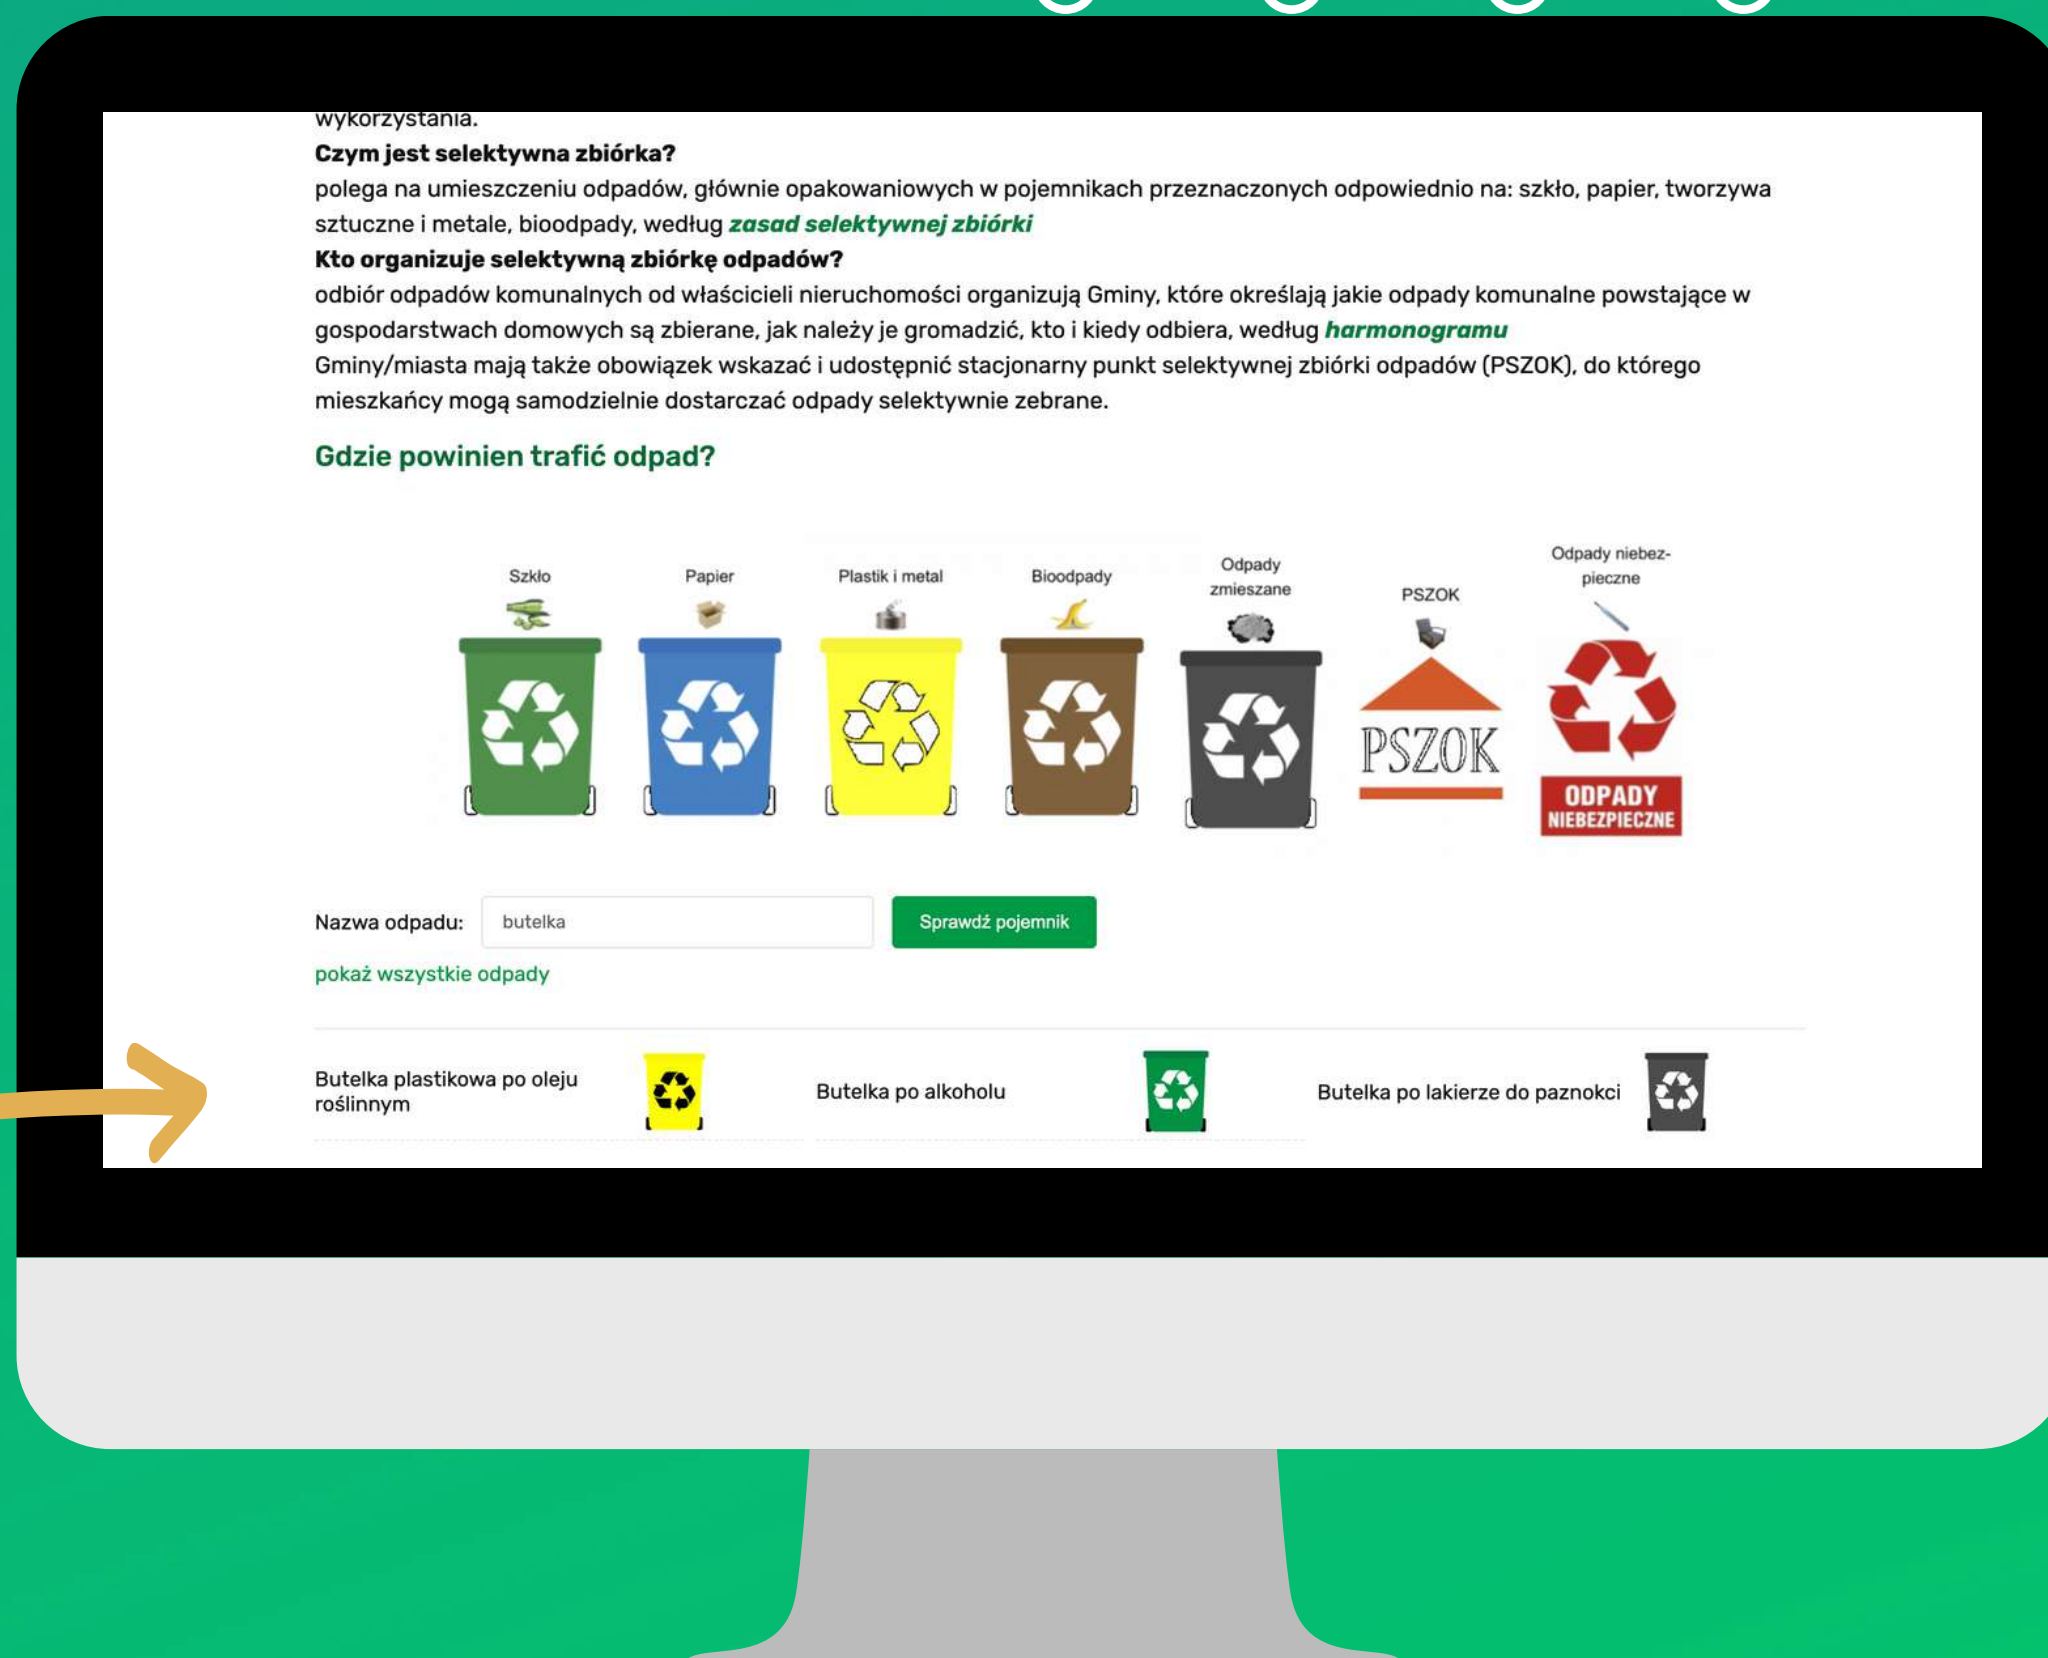 wykorzystania.
Czym jest selektywna zbiórka?
polega na umieszczeniu odpadów, głównie opakowaniowych w pojemnikach przeznaczonych odpowiednio na: szkło, papier, tworzywa
sztuczne i metale, bioodpady, według zasad selektywnej zbiórki
Kto organizuje selektywną zbiórkę odpadów?
odbiór odpadów komunalnych od właścicieli nieruchomości organizują Gminy, które określają jakie odpady komunalne powstające w
gospodarstwach domowych są zbierane, jak należy je gromadzić, kto i kiedy odbiera, według harmonogramu
Gminy/miasta mają także obowiązek wskazać i udostępnić stacjonarny punkt selektywnej zbiórki odpadów (PSZOK), do którego
mieszkańcy mogą samodzielnie dostarczać odpady selektywnie zebrane.
Gdzie powinien trafić odpad?
Szkło
Papier
Plastik i metal
Bioodpady
Odpady
zmieszane
PSZOK
Odpady niebez-
pieczne
PSZOK
ODPADY
NIEBEZPIECZNE
Nazwa odpadu: butelka Sprawdź pojemnik
pokaż wszystkie odpady
Butelka plastikowa po oleju
roślinnym
Butelka po alkoholu
Butelka po lakierze do paznokci